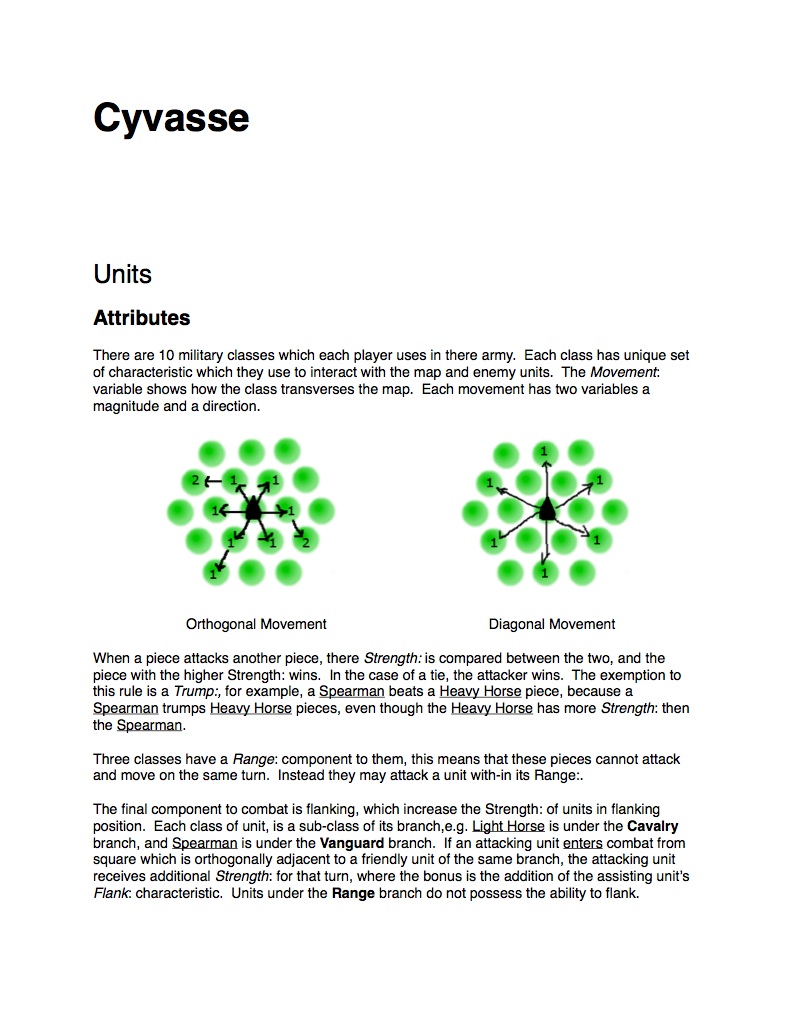 Cyvasse
Units
Attributes
There are 10 military classes which each player uses in there army.  Each class has unique set
of characteristic which they use to interact with the map and enemy units.  The Movement:
variable shows how the class transverses the map.  Each movement has two variables a
magnitude and a direction.
2 1 1
1 1
1 1 2
1
1
1 1
1 1
1
Orthogonal Movement
Diagonal Movement
When a piece attacks another piece, there Strength: is compared between the two, and the
piece with the higher Strength: wins.  In the case of a tie, the attacker wins.  The exemption to
this rule is a Trump:, for example, a Spearman beats a Heavy Horse piece, because a
Spearman trumps Heavy Horse pieces, even though the Heavy Horse has more Strength: then
the Spearman.
Three classes have a Range: component to them, this means that these pieces cannot attack
and move on the same turn.  Instead they may attack a unit with-in its Range:.
The final component to combat is flanking, which increase the Strength: of units in flanking
position.  Each class of unit, is a sub-class of its branch,e.g. Light Horse is under the Cavalry
branch, and Spearman is under the Vanguard branch.  If an attacking unit enters combat from
square which is orthogonally adjacent to a friendly unit of the same branch, the attacking unit
receives additional Strength: for that turn, where the bonus is the addition of the assisting unit's
Flank: characteristic.  Units under the Range branch do not possess the ability to flank.